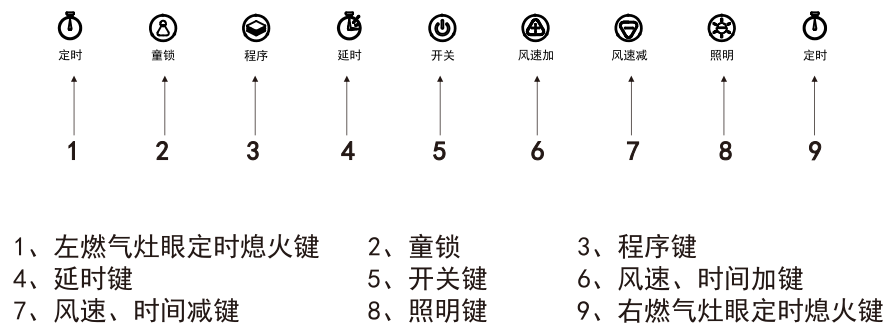 定时 童锁 程序 延时 开关 风速加 风速减 照明 定时
1 2 3 4 5 6 7 8 9
1、左燃气灶眼定时熄火键 2、童锁 3、程序键
4、延时键 5、开关键 6、风速、时间加键
7、风速、时间减键 8、照明键 9、右燃气灶眼定时熄火键